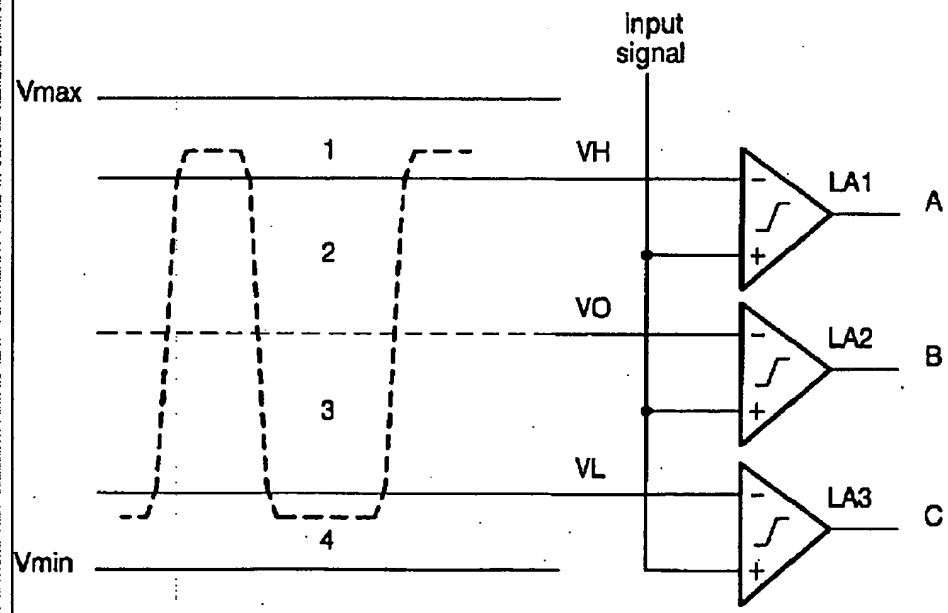 input
signal
Vmax
1
VH
-
LA1
A
2
+
VO
-
LA2
B
3
+
VL
-
LA3
C
4
Vmin
+